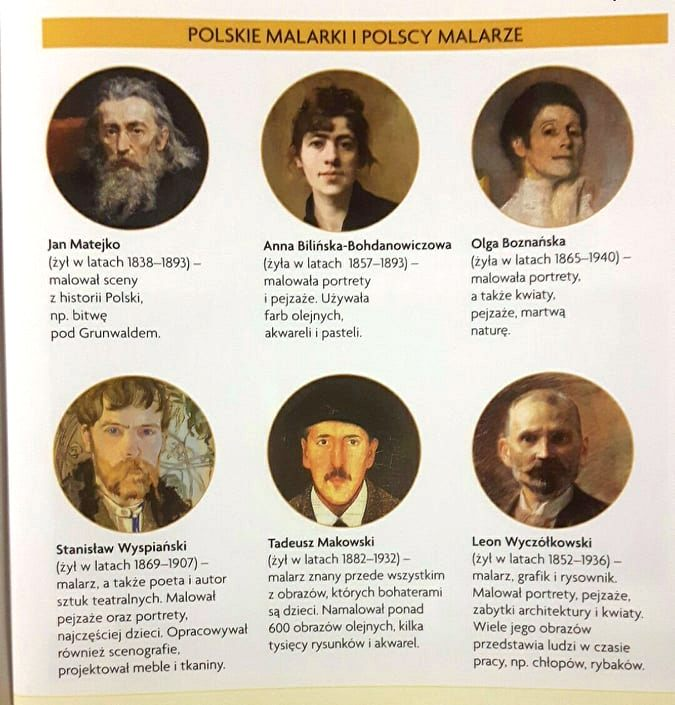 POLSKIE MALARKI I POLSCY MALARZE
Jan Matejko
(żył w latach 1838–1893) –
malował sceny
z historii Polski,
np. bitwę
pod Grunwaldem.
Anna Bilińska-Bohdanowiczowa
(żyła w latach 1857–1893) –
malowała portrety
i pejzaże. Używała
farb olejnych,
akwareli i pasteli.
Olga Boznańska
(żyła w latach 1865–1940) –
malowała portrety,
a także kwiaty,
pejzaże, martwą
naturę.
Stanisław Wyspiański
(żył w latach 1869–1907) –
malarz, a także poeta i autor
sztuk teatralnych. Malował
pejzaże oraz portrety,
najczęściej dzieci. Opracowywał
również scenografie,
projektował meble i tkaniny.
Tadeusz Makowski
(żył w latach 1882–1932) –
malarz znany przede wszystkim
z obrazów, których bohaterami
są dzieci. Namalował ponad
600 obrazów olejnych, kilka
tysięcy rysunków i akwarel.
Leon Wyczółkowski
(żył w latach 1852–1936) –
malarz, grafik i rysownik.
Malował portrety, pejzaże,
zabytki architektury i kwiaty.
Wiele jego obrazów
przedstawia ludzi w czasie
pracy, np. chłopów, rybaków.